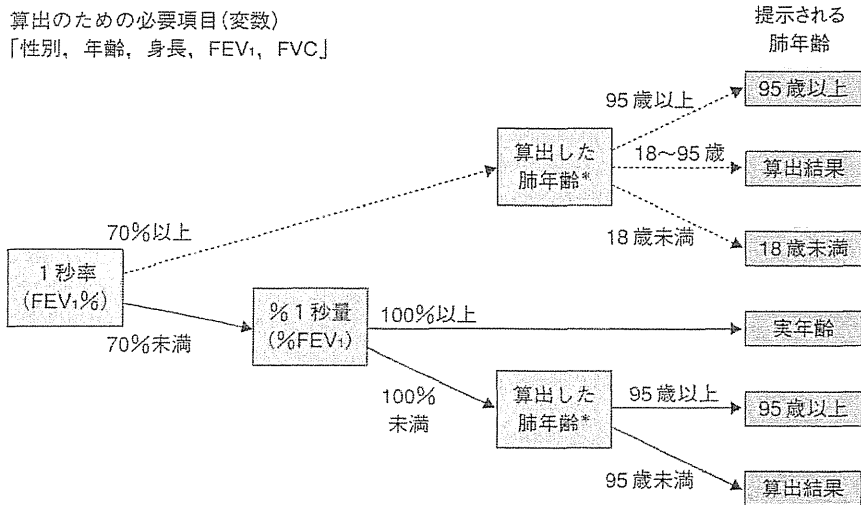 算出のための必要項目(変数)
「性別, 年齢, 身長, FEV₁, FVC」
提示される
肺年齢
95歳以上
95歳以上
算出した
肺年齢*
18～95歳
算出結果
18歳未満
18歳未満
70%以上
1秒率
(FEV₁%)
70%未満
%1秒量
(%FEV₁)
100%以上
実年齢
100%
未満
算出した
肺年齢*
95歳以上
95歳以上
95歳未満
算出結果